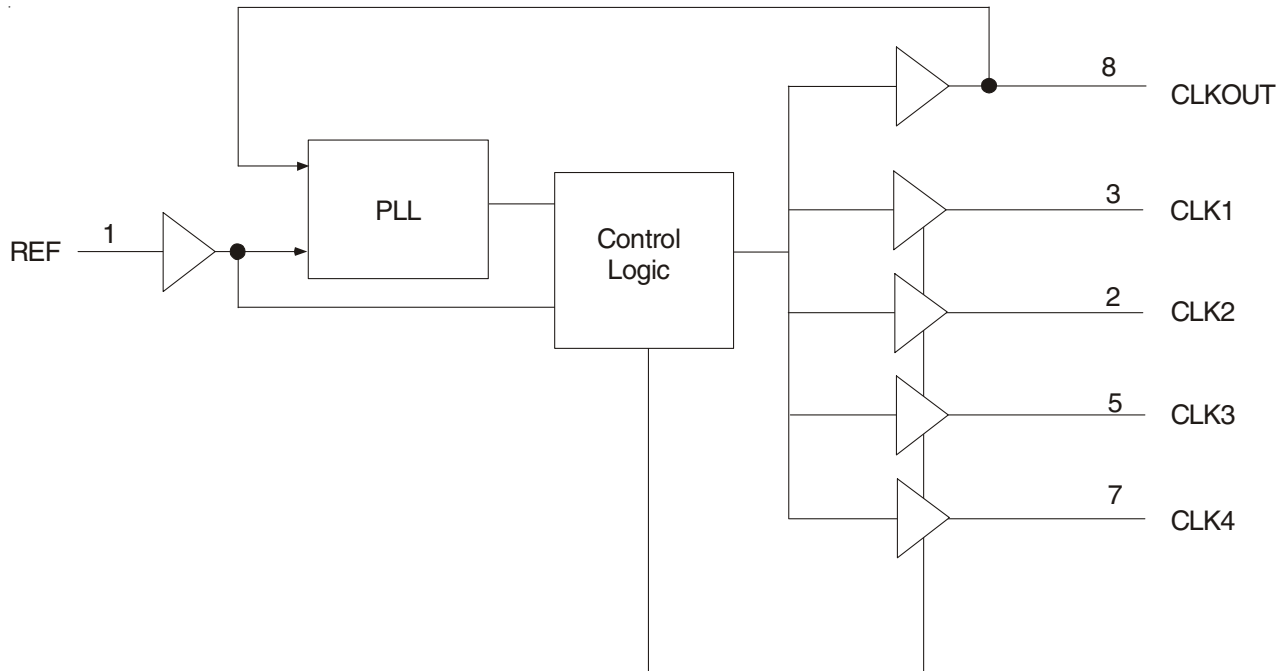 8
CLKOUT
PLL
3
CLK1
REF
1
Control
Logic
2
CLK2
5
CLK3
7
CLK4